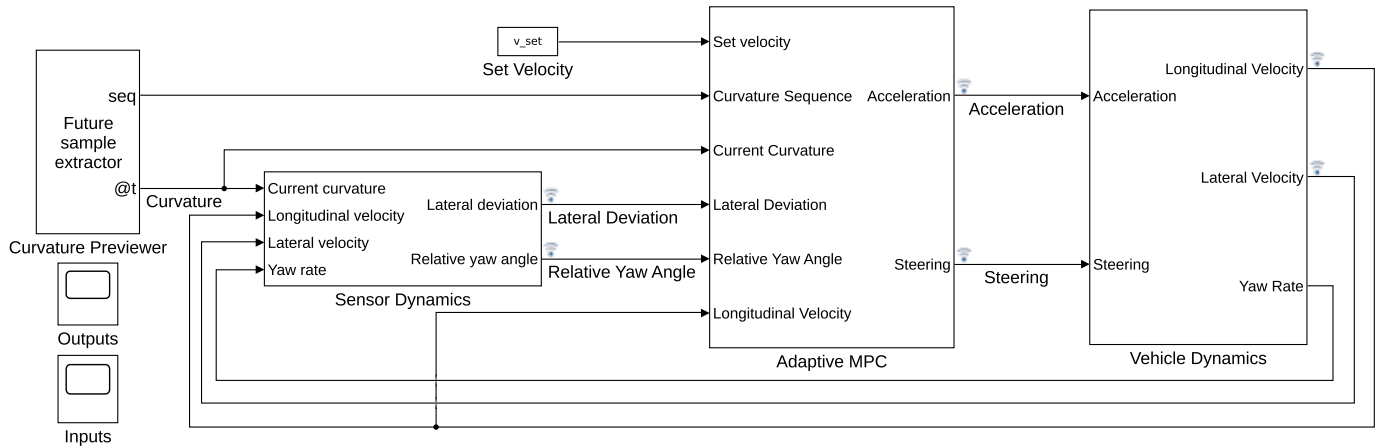 v_set
Set Velocity
seq
Future
sample
extractor
@t
Curvature
Curvature Previewer
Outputs
Inputs
Current curvature
Longitudinal velocity
Lateral velocity
Yaw rate
Lateral deviation
Relative yaw angle
Sensor Dynamics
Lateral Deviation
Relative Yaw Angle
Set velocity
Curvature Sequence
Current Curvature
Lateral Deviation
Relative Yaw Angle
Longitudinal Velocity
Acceleration
Steering
Adaptive MPC
Acceleration
Steering
Acceleration
Steering
Longitudinal Velocity
Lateral Velocity
Yaw Rate
Vehicle Dynamics